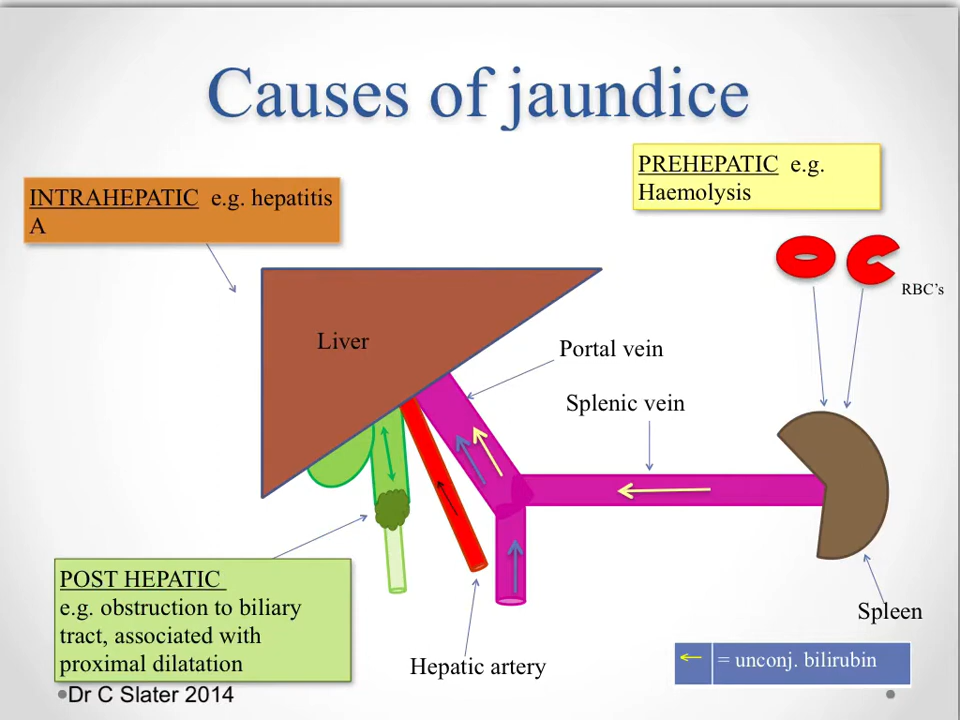 Causes of jaundice
PREHEPATIC e.g.
Haemolysis
INTRAHEPATIC e.g. hepatitis
A
RBC's
Liver
Portal vein
Splenic vein
POST HEPATIC
e.g. obstruction to biliary
tract, associated with
proximal dilatation
Spleen
Hepatic artery
= unconj. bilirubin
Dr C Slater 2014